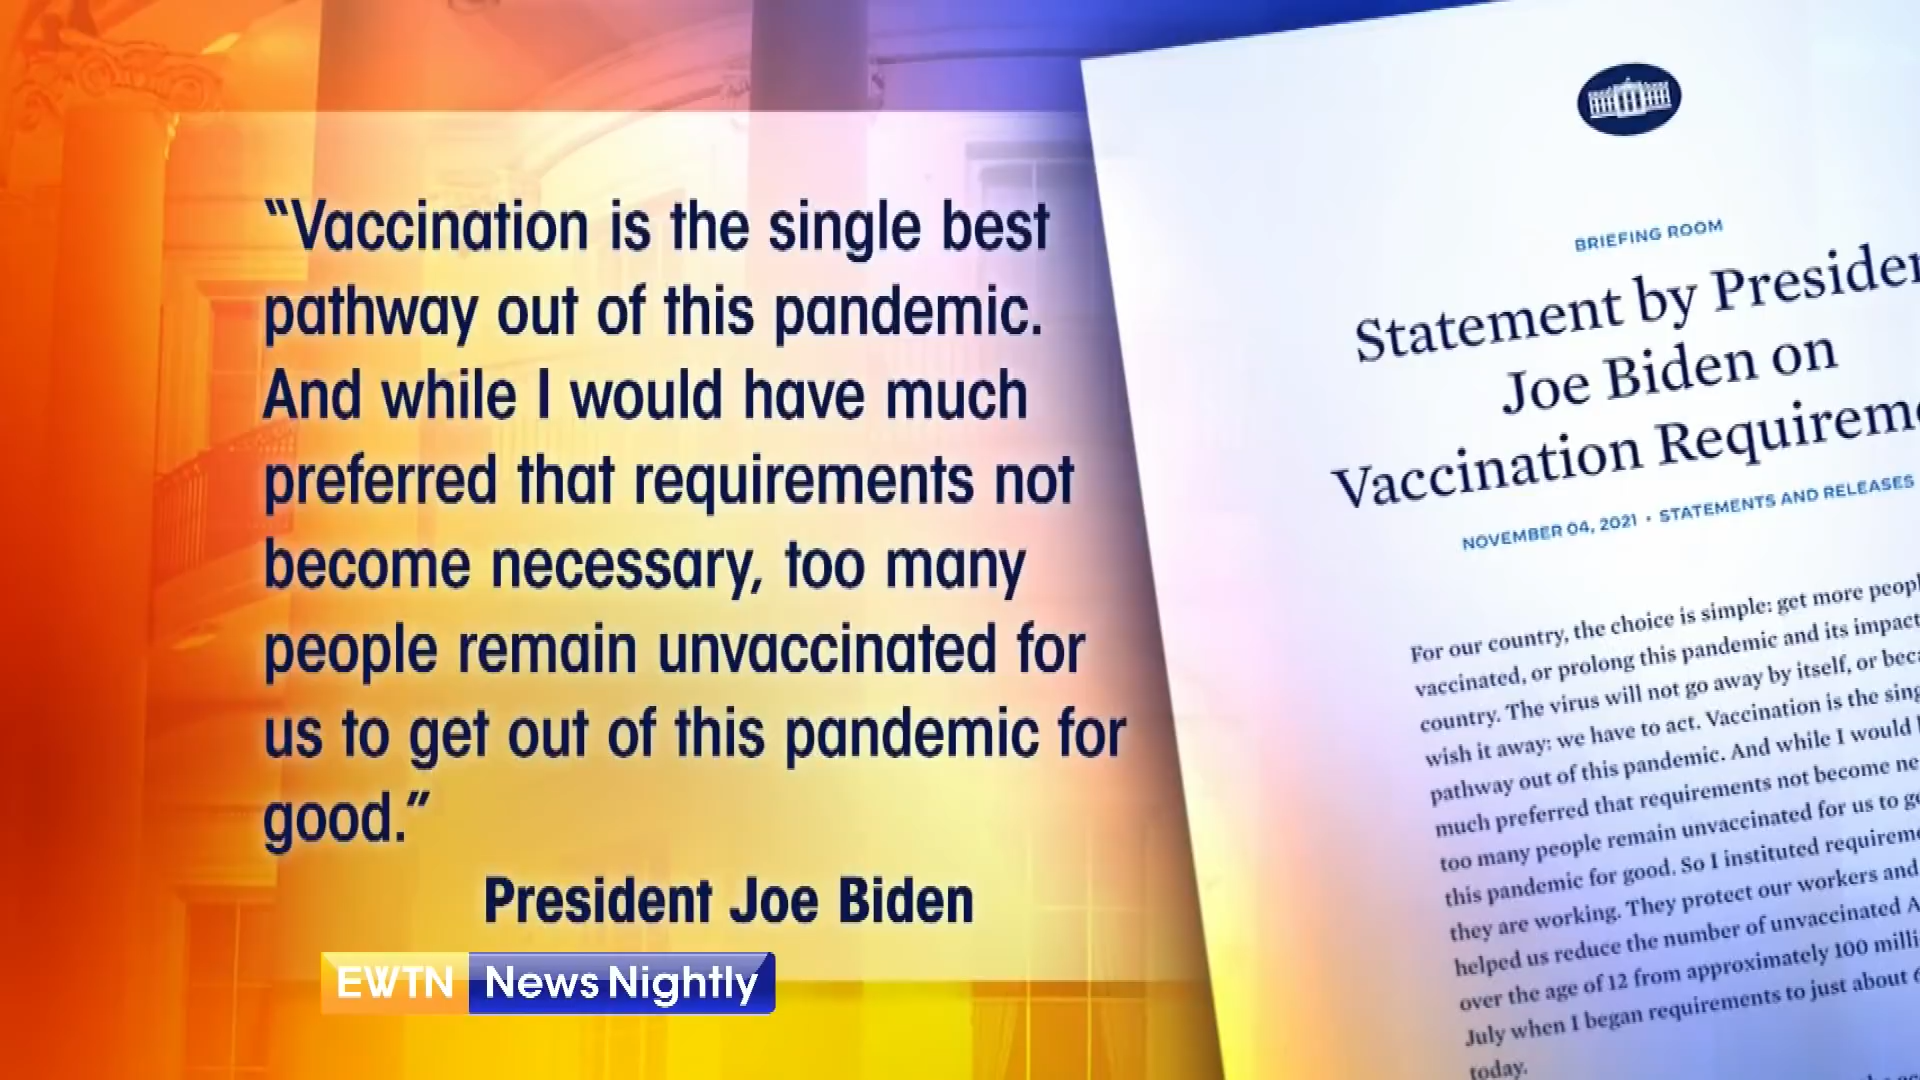 “Vaccination is the single best
pathway out of this pandemic.
And while I would have much
preferred that requirements not
become necessary, too many
people remain unvaccinated for
us to get out of this pandemic for
good.”
President Joe Biden
EWTN News Nightly
BRIEFING ROOM
Statement by Presiden
Joe Biden on
Vaccination Requireme
NOVEMBER 04, 2021 • STATEMENTS AND RELEASES
For our country, the choice is simple: get more peopl
vaccinated, or prolong this pandemic and its impact
country. The virus will not go away by itself, or beca
wish it away: we have to act. Vaccination is the sing
pathway out of this pandemic. And while I would
much preferred that requirements not become ne
too many people remain unvaccinated for us to g
this pandemic for good. So I instituted requireme
they are working. They protect our workers and
helped us reduce the number of unvaccinated A
over the age of 12 from approximately 100 milli
July when I began requirements to just about
today.